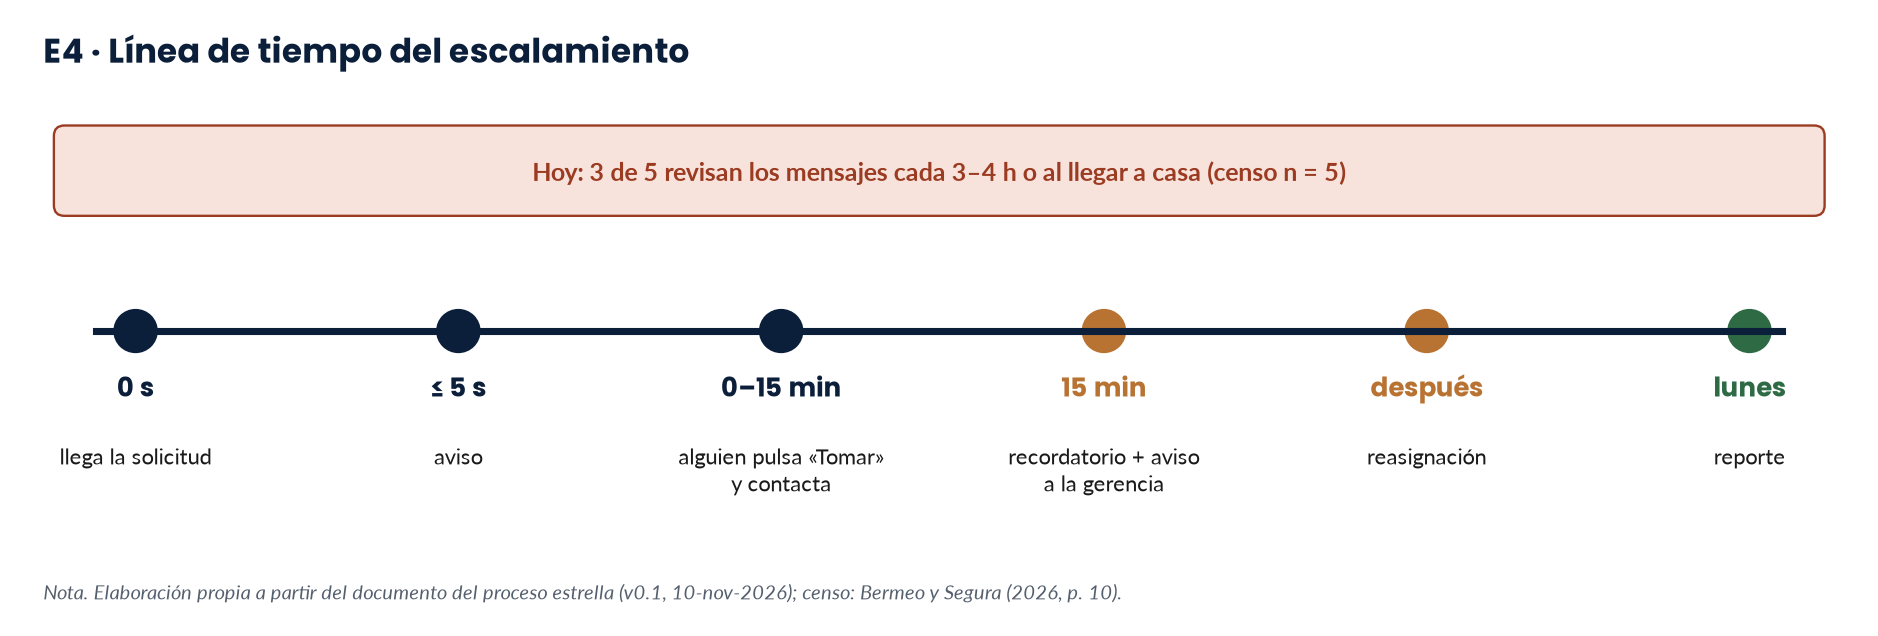 E4 · Línea de tiempo del escalamiento
Hoy: 3 de 5 revisan los mensajes cada 3–4 h o al llegar a casa (censo n = 5)
0 s
≤ 5 s
0–15 min
15 min
después
lunes
llega la solicitud
aviso
alguien pulsa «Tomar»
y contacta
recordatorio + aviso
a la gerencia
reasignación
reporte
Nota. Elaboración propia a partir del documento del proceso estrella (v0.1, 10-nov-2026); censo: Bermeo y Segura (2026, p. 10).